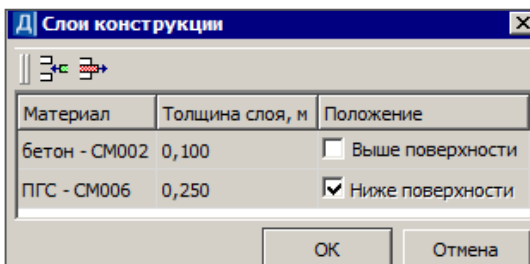 Д Слои конструкции
Материал Толщина слоя, м Положение
бетон - СМ002 0,100 Выше поверхности
ПГС - СМ006 0,250 Ниже поверхности
ОК Отмена